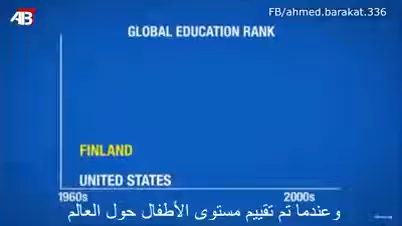 FB/ahmed.barakat.336
GLOBAL EDUCATION RANK
FINLAND
UNITED STATES
1960s
2000s
وعندما تم تقييم مستوى الأطفال حول العالم